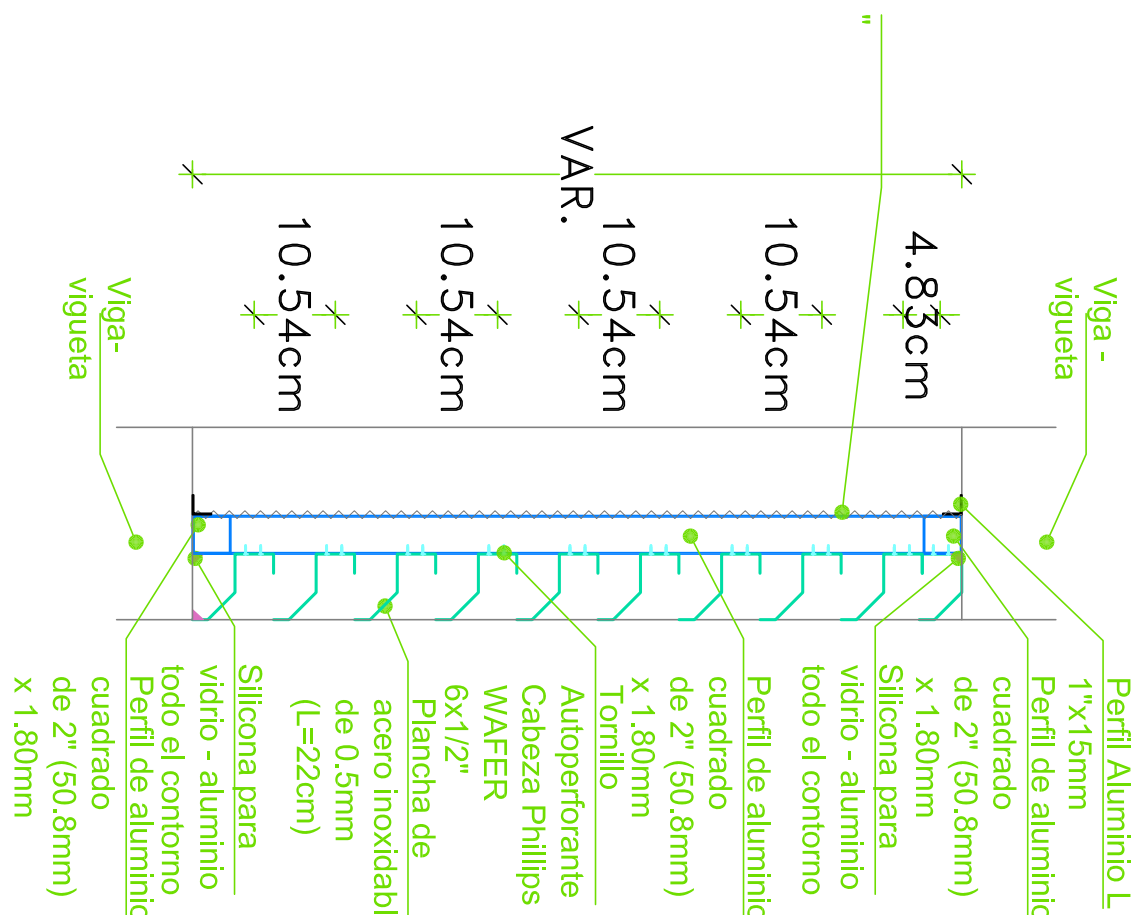 "
VAR.
4.83cm
10.54cm
10.54cm
10.54cm
10.54cm
Viga -
vigueta
Viga-
vigueta
Perfil Aluminio L
1"x15mm
Perfil de aluminio
cuadrado
de 2" (50.8mm)
x 1.80mm
Silicona para
vidrio - aluminio
todo el contorno
Perfil de aluminio
cuadrado
de 2" (50.8mm)
x 1.80mm
Tornillo
Autoperforante
Cabeza Phillips
WAFER
6x1/2"
Plancha de
acero inoxidabl
de 0.5mm
(L=22cm)
Silicona para
vidrio - aluminio
todo el contorno
Perfil de aluminio
cuadrado
de 2" (50.8mm)
x 1.80mm